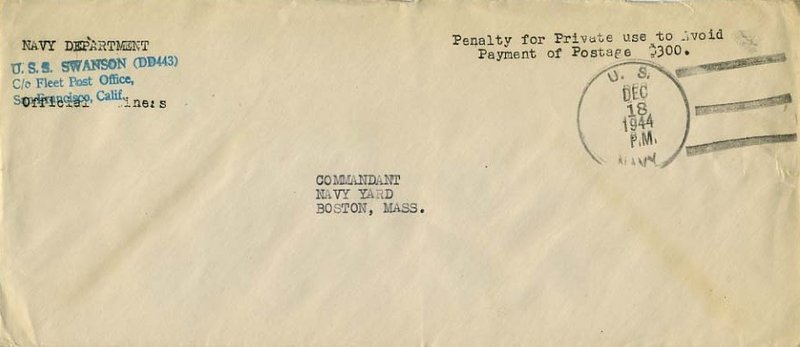 NAVY DEPARTMENT
U.S.S. SWANSON (DD443)
C/o Fleet Post Office,
San Francisco, Calif.
Official
Penalty for Private use to Avoid
Payment of Postage $300.
U. S.
DEC
18
1944
P.M.
NAVY
COMMANDANT
NAVY YARD
BOSTON, MASS.